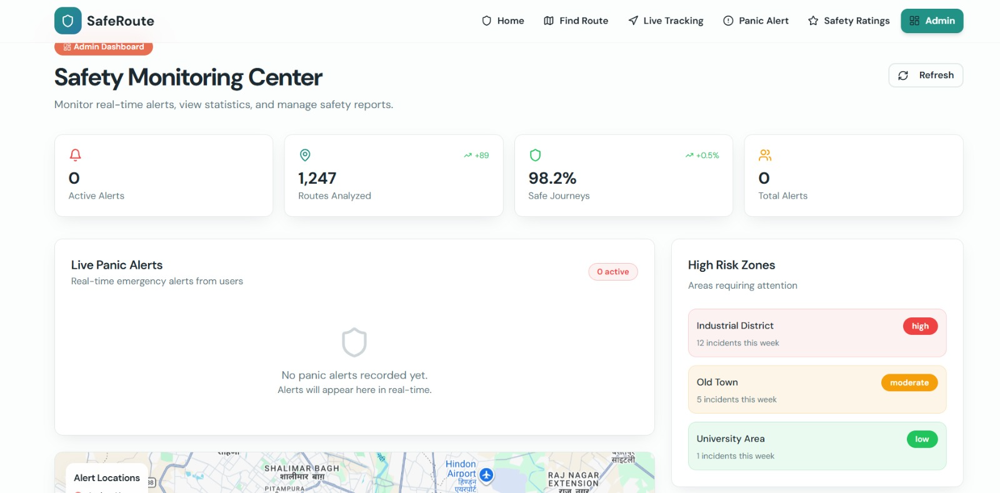 SafeRoute
Home
Find Route
Live Tracking
Panic Alert
Safety Ratings
Admin
Admin Dashboard
Safety Monitoring Center
Refresh
Monitor real-time alerts, view statistics, and manage safety reports.
0
Active Alerts
+89
1,247
Routes Analyzed
+0.5%
98.2%
Safe Journeys
0
Total Alerts
Live Panic Alerts
Real-time emergency alerts from users
0 active
No panic alerts recorded yet.
Alerts will appear here in real-time.
High Risk Zones
Areas requiring attention
Industrial District
high
12 incidents this week
Old Town
moderate
5 incidents this week
University Area
low
1 incidents this week
Alert Locations
SHALIMAR BAGH
शालीमार बाग़
PITAMPURA
Hindon
Airport
हिण्डन
एयरपोर्ट
RAJ NAGAR
EXTENSION
राज नगर
साइटली